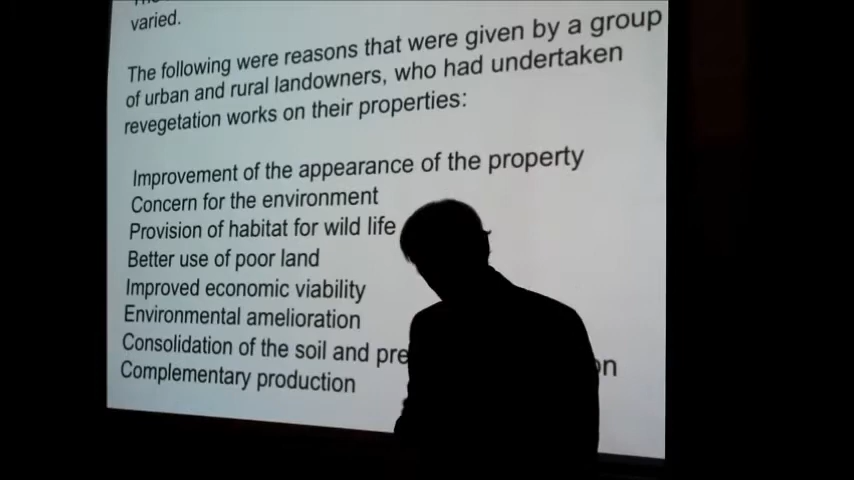 varied.
The following were reasons that were given by a group
of urban and rural landowners, who had undertaken
revegetation works on their properties:
Improvement of the appearance of the property
Concern for the environment
Provision of habitat for wild life
Better use of poor land
Improved economic viability
Environmental amelioration
Consolidation of the soil and
Complementary production